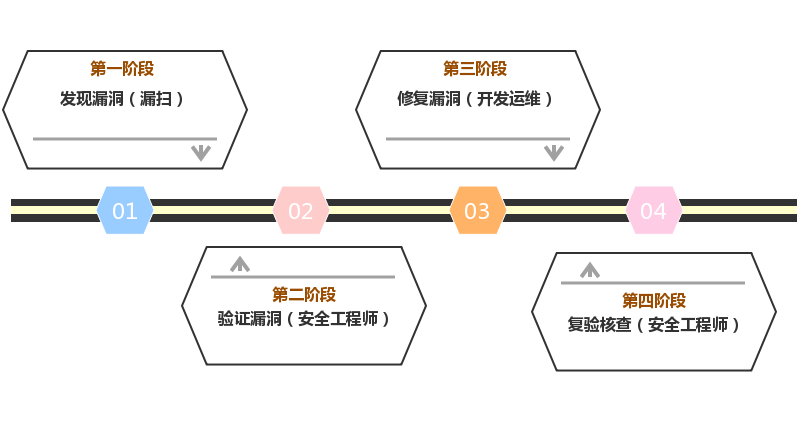 第一阶段
发现漏洞（漏扫）
第三阶段
修复漏洞（开发运维）
01
02
03
04
第二阶段
验证漏洞（安全工程师）
第四阶段
复验核查（安全工程师）